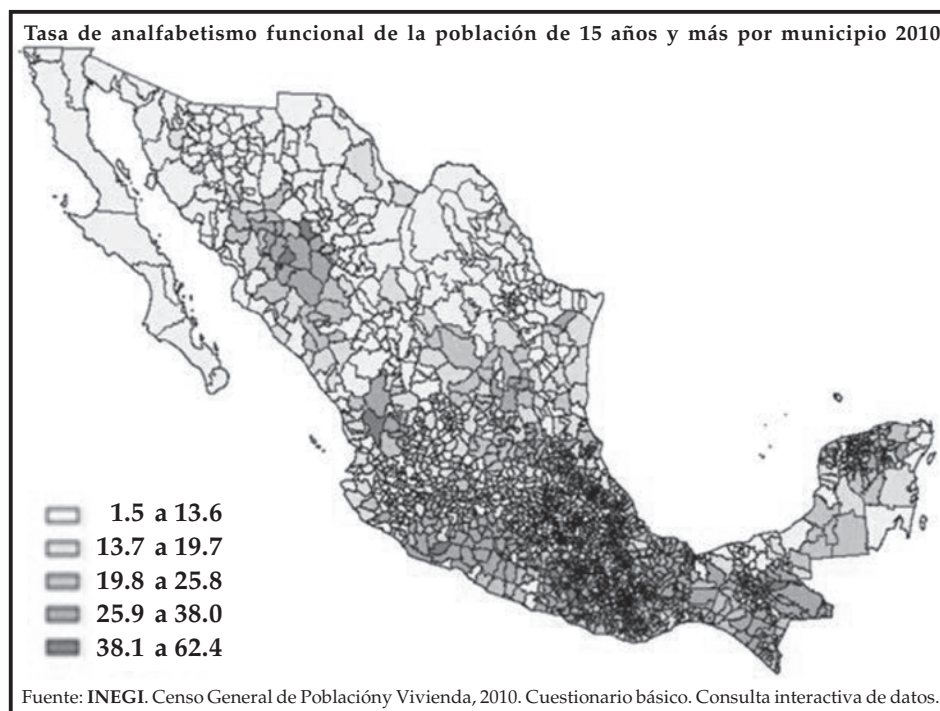 Tasa de analfabetismo funcional de la población de 15 años y más por municipio 2010
1.5 a 13.6
13.7 a 19.7
19.8 a 25.8
25.9 a 38.0
38.1 a 62.4
Fuente: INEGI. Censo General de Poblacióny Vivienda, 2010. Cuestionario básico. Consulta interactiva de datos.